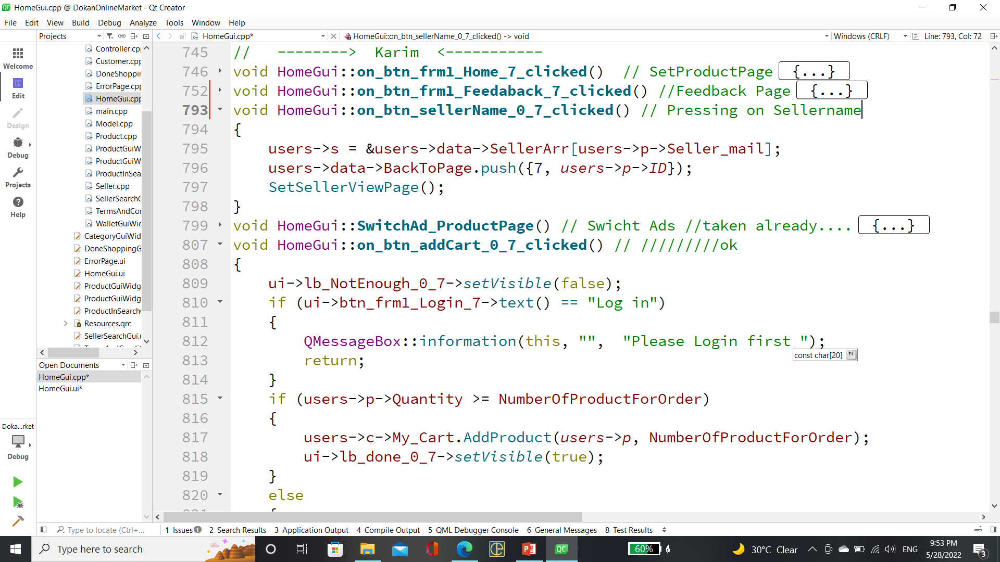 HomeGui.cpp @ DokanOnlineMarket - Qt Creator
File Edit View Build Debug Analyze Tools Window Help
Projects
HomeGui.cpp*
HomeGui::on_btn_sellerName_0_7_clicked() -> void
Windows (CRLF)
Line: 793, Col: 72
Welcome
Edit
Design
Debug
Projects
Help
Doka...rket
Debug
Controller.cpp
Customer.cpp
DoneShoppin
ErrorPage.cpp
HomeGui.cpp
main.cpp
Model.cpp
Product.cpp
ProductGuiW
ProductGuiW
ProductInSea
Seller.cpp
SellerSearchG
TermsAndCon
WalletGuiWid
CategoryGuiWid
DoneShoppingG
ErrorPage.ui
HomeGui.ui
ProductGuiWidg
ProductGuiWidg
ProductInSearch
Resources.qrc
SellerSearchGui.u
Open Documents
HomeGui.cpp*
HomeGui.ui*
745 // --------> Karim <-----------
746 void HomeGui::on_btn_frm1_Home_7_clicked() // SetProductPage {...}
752 void HomeGui::on_btn_frm1_Feedaback_7_clicked() //Feedback Page {...}
793 void HomeGui::on_btn_sellerName_0_7_clicked() // Pressing on Sellername
794 {
795 users->s = &users->data->SellerArr[users->p->Seller_mail];
796 users->data->BackToPage.push({7, users->p->ID});
797 SetSellerViewPage();
798 }
799 void HomeGui::SwitchAd_ProductPage() // Swicht Ads //taken already.... {...}
807 void HomeGui::on_btn_addCart_0_7_clicked() // /////////ok
808 {
809 ui->lb_NotEnough_0_7->setVisible(false);
810 if (ui->btn_frm1_Login_7->text() == "Log in")
811 {
812 QMessageBox::information(this, "", "Please Login first ");
const char[20] F1
813 return;
814 }
815 if (users->p->Quantity >= NumberOfProductForOrder)
816 {
817 users->c->My_Cart.AddProduct(users->p, NumberOfProductForOrder);
818 ui->lb_done_0_7->setVisible(true);
819 }
820 else
Type to locate (Ctrl+...
1 Issues 1 2 Search Results 3 Application Output 4 Compile Output 5 QML Debugger Console 6 General Messages 8 Test Results
Type here to search
60%
30°C Clear
ENG
9:53 PM
5/28/2022
3